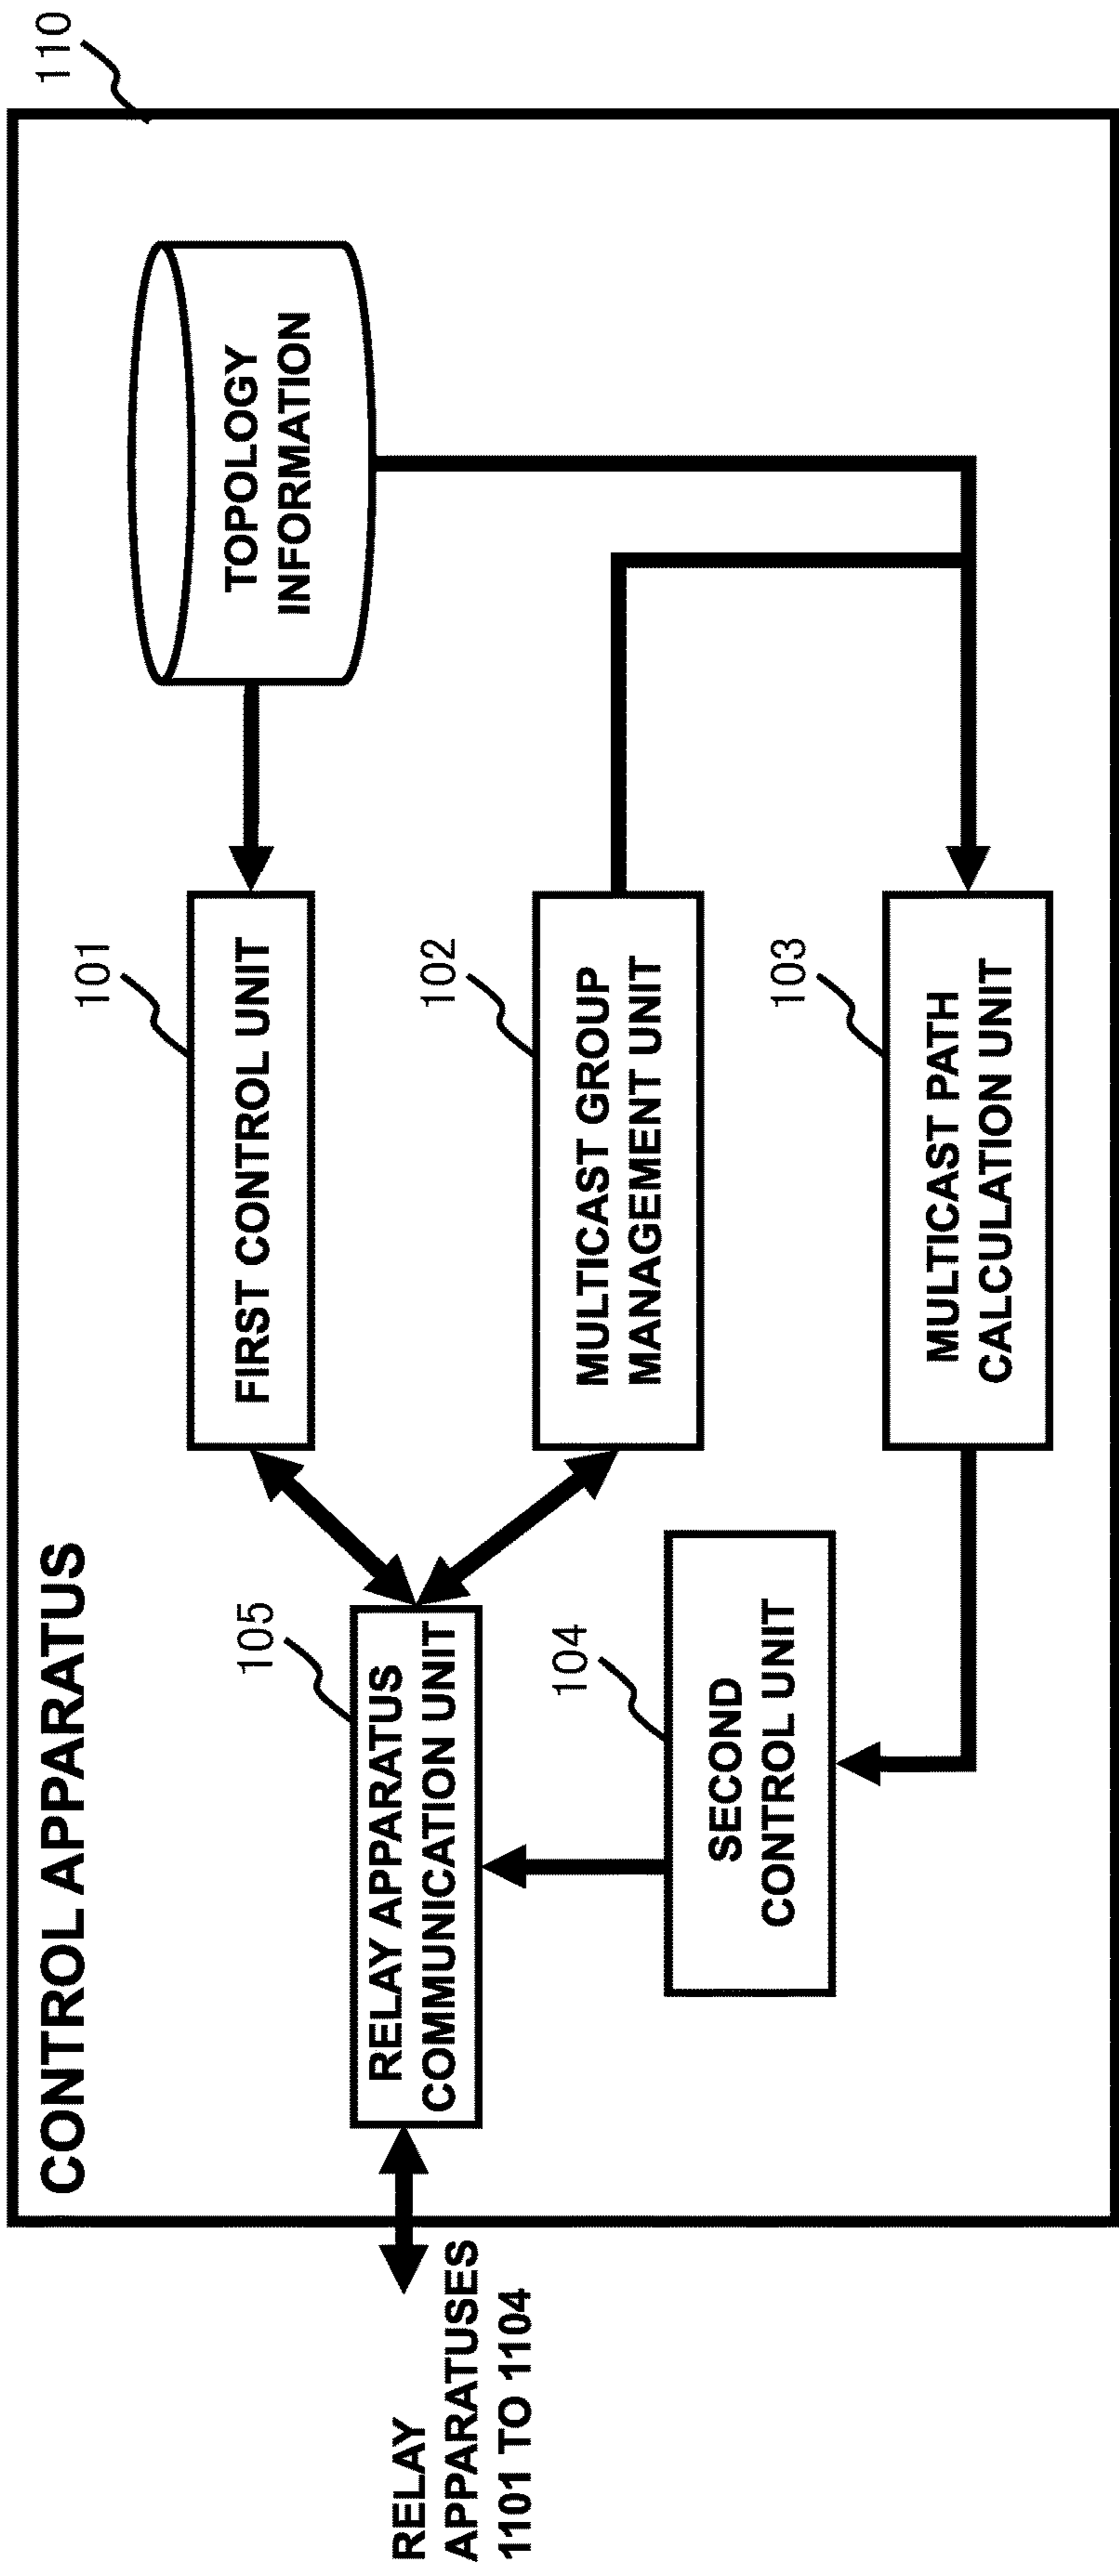 110
CONTROL APPARATUS
TOPOLOGY
INFORMATION
101
FIRST CONTROL UNIT
102
MULTICAST GROUP
MANAGEMENT UNIT
103
MULTICAST PATH
CALCULATION UNIT
105
RELAY APPARATUS
COMMUNICATION UNIT
104
SECOND
CONTROL UNIT
RELAY
APPARATUSES
1101 TO 1104